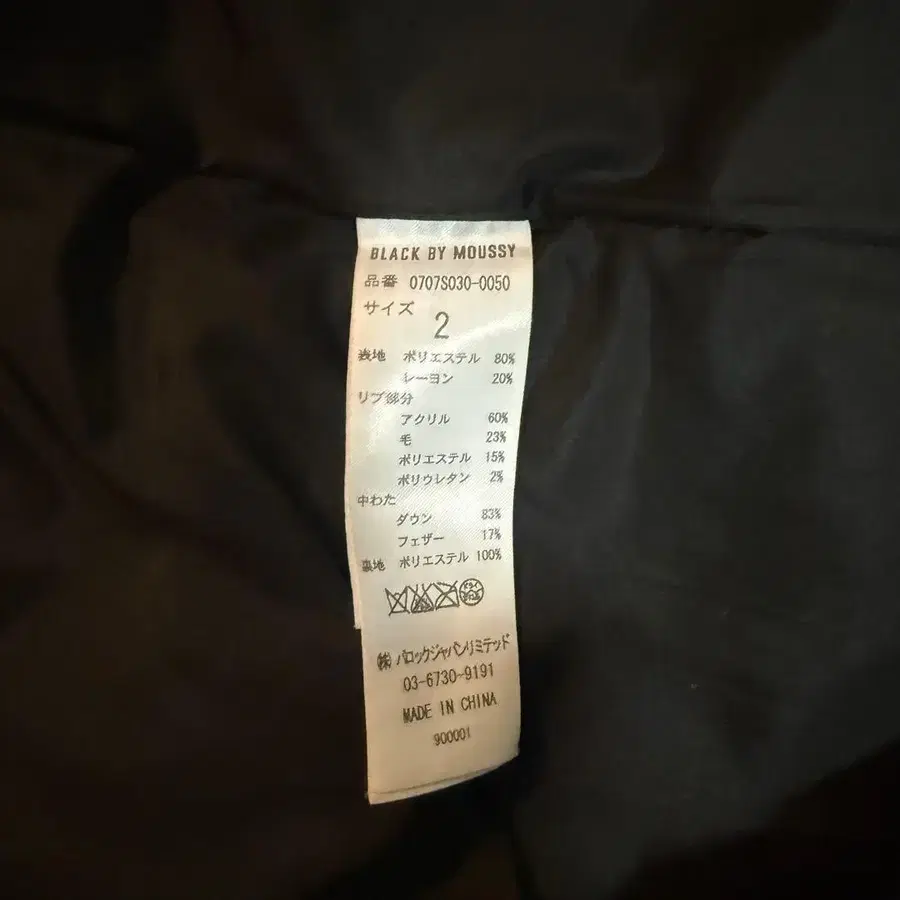 BLACK BY MOUSSY
品番 0707S030-0050
サイズ
2
表地 ポリエステル 80%
レーヨン 20%
リブ部分
アクリル 60%
毛 23%
ポリエステル 15%
ポリウレタン 2%
中わた
ダウン 83%
フェザー 17%
裏地 ポリエステル 100%
㈱バロックジャパンリミテッド
03-6730-9191
MADE IN CHINA
900001